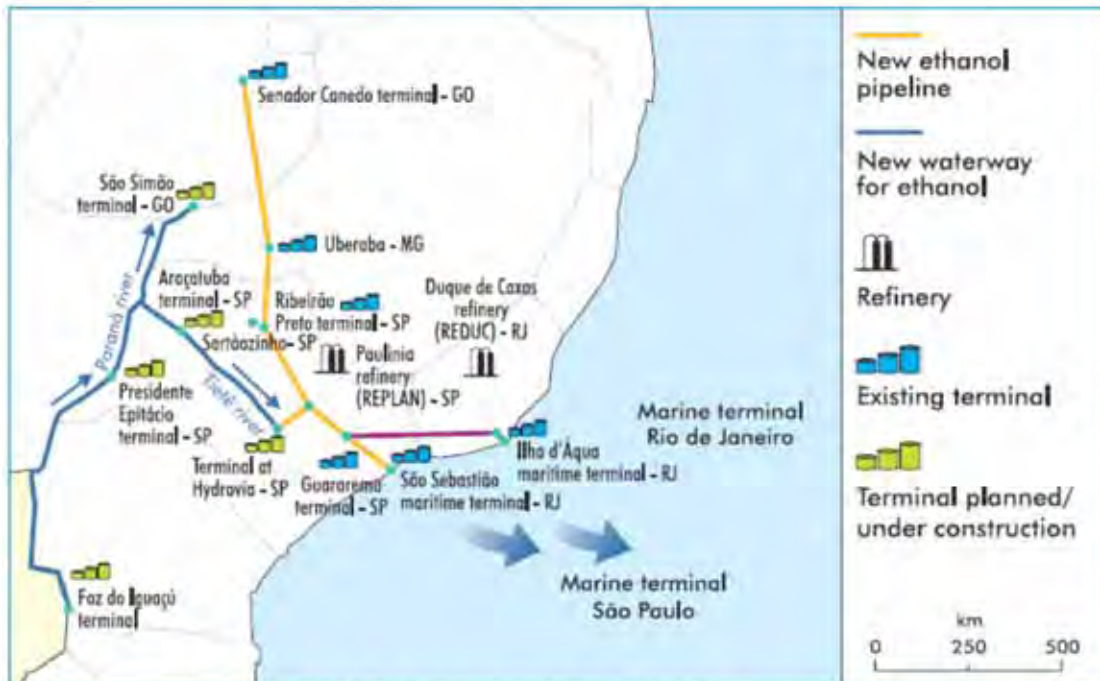 Senador Canedo terminal - GO
São Simão
terminal - GO
Uberaba - MG
Araçatuba
terminal - SP
Ribeirão
Preto terminal - SP
Sertãozinho - SP
Duque de Caxas
refinery
(REDUC) - RJ
Paulínia
refinery
(REPLAN) - SP
Paraná river
Tietê river
Presidente
Epitácio
terminal - SP
Terminal at
Hydrovia - SP
Guararema
terminal - SP
São Sebastião
maritime terminal - RJ
Ilha d'Água
maritime terminal - RJ
Marine terminal
Rio de Janeiro
Marine terminal
São Paulo
Foz do Iguaçú
terminal
New ethanol
pipeline
New waterway
for ethanol
Refinery
Existing terminal
Terminal planned/
under construction
km
0 250 500